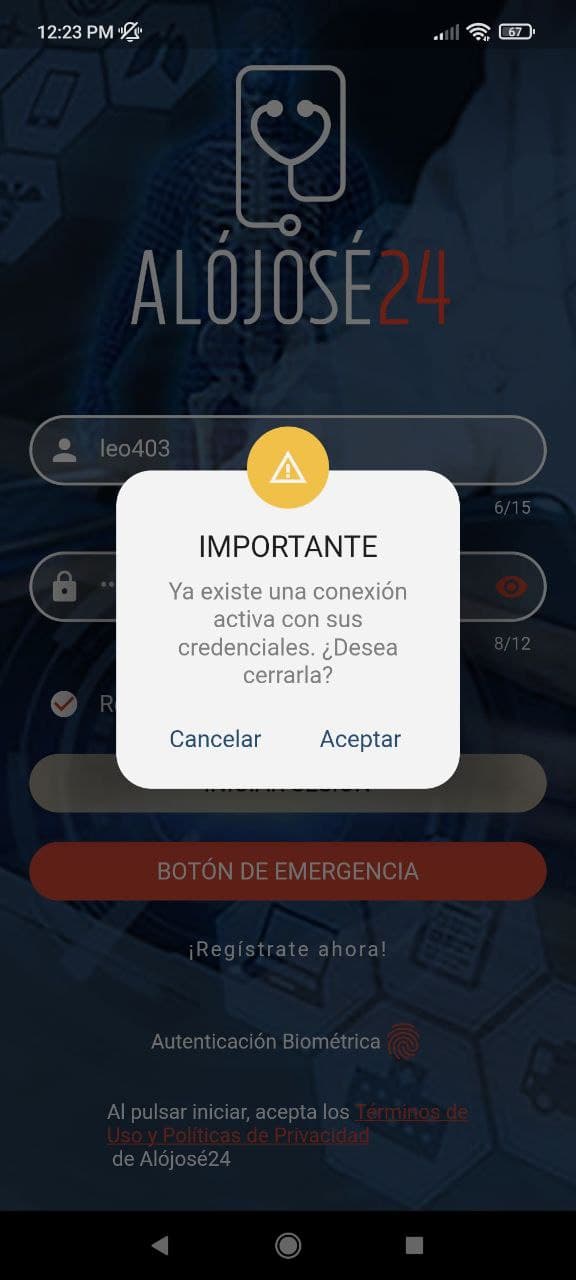 12:23 PM
67
ALÓJOSÉ24
leo403
6/15
IMPORTANTE
Ya existe una conexión
activa con sus
credenciales. ¿Desea
cerrarla?
8/12
Cancelar
Aceptar
BOTÓN DE EMERGENCIA
¡Regístrate ahora!
Autenticación Biométrica
Al pulsar iniciar, acepta los Términos de
Uso y Políticas de Privacidad
de Alójosé24